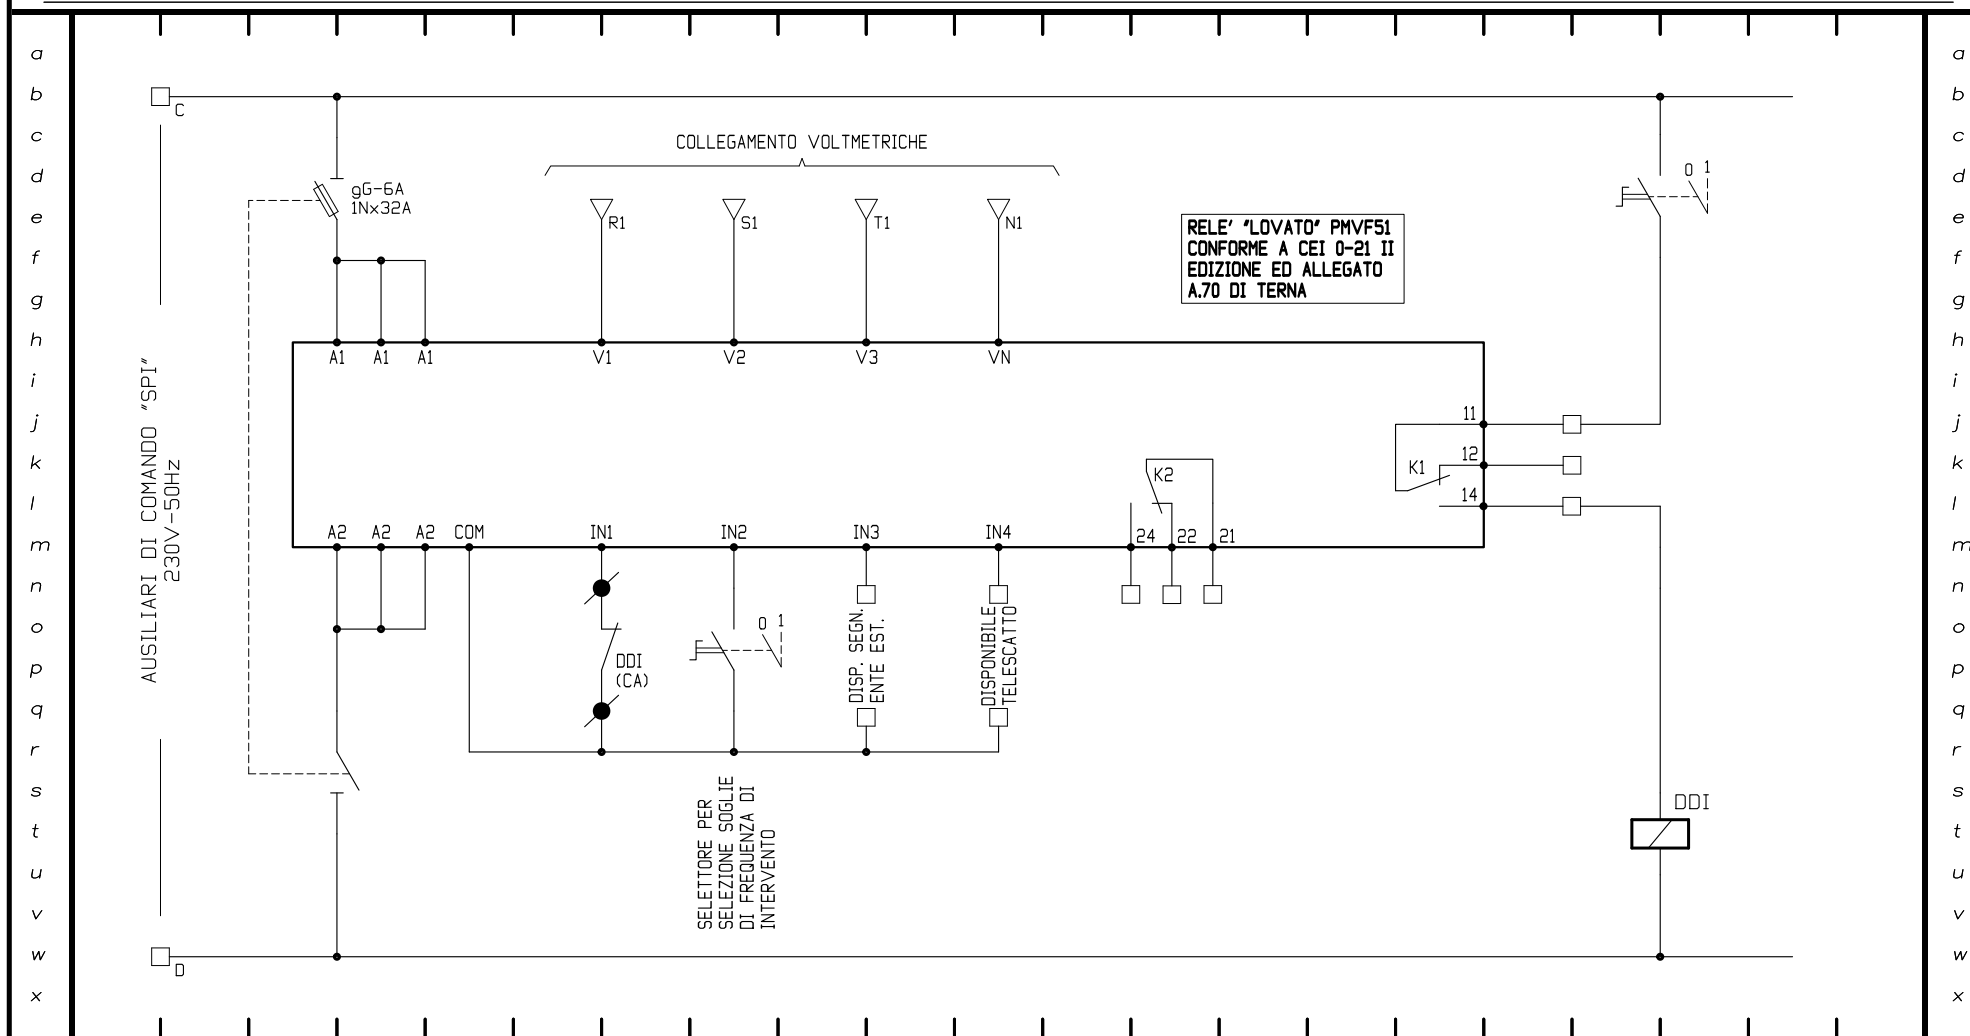 a
a
b
b
C
c
c
COLLEGAMENTO VOLTMETRICHE
d
d
gG-6A
1Nx32A
0 1
e
e
R1
S1
T1
N1
RELE' "LOVATO" PMVF51
CONFORME A CEI 0-21 II
EDIZIONE ED ALLEGATO
A.70 DI TERNA
f
f
g
g
h
h
A1 A1 A1 V1 V2 V3 VN
i
i
AUSILIARI DI COMANDO "SPI"
230V-50Hz
j
j
11
k
k
12
K1
K2
l
l
14
A2 A2 A2 COM IN1 IN2 IN3 IN4
24 22 21
m
m
n
n
o
o
0 1
DDI
(CA)
DISP. SEGN.
ENTE EST.
DISPONIBILE
TELESCATTO
p
p
q
q
r
r
s
s
SELETTORE PER
SELEZIONE SOGLIE
DI FREQUENZA DI
INTERVENTO
DDI
t
t
u
u
v
v
w
w
D
x
x